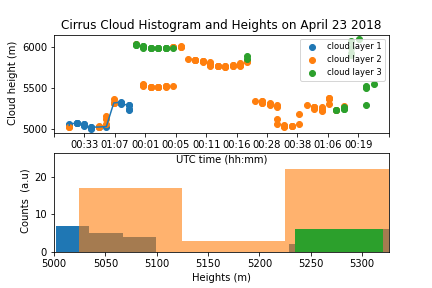 Cirrus Cloud Histogram and Heights on April 23 2018
Cloud height (m)
6000
5000
cloud layer 1
cloud layer 2
cloud layer 3
00:33 01:07 00:01 00:05 00:11 00:16 00:28 00:38 01:06 00:19
UTC time (hh:mm)
Counts (a.u)
20
10
0
5000 5050 5100 5150 5200 5250 5300
Heights (m)